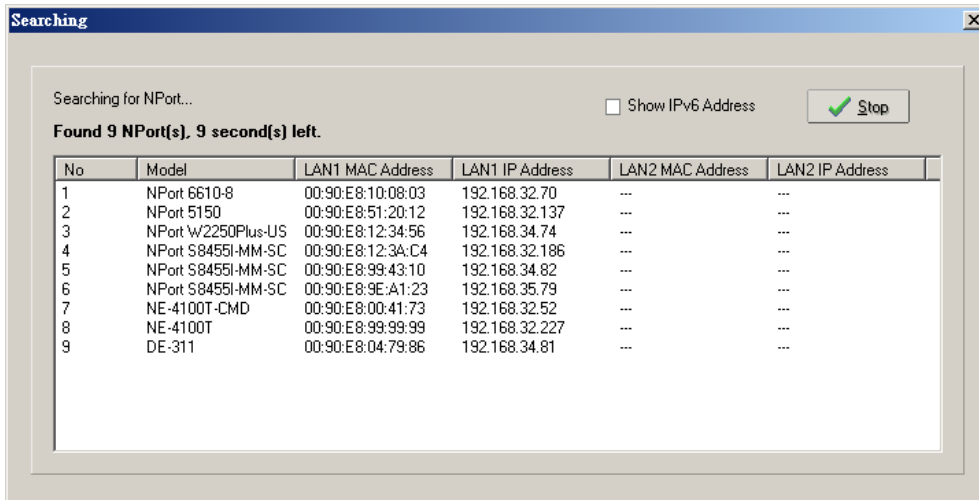 Searching
Searching for NPort...
Show IPv6 Address
Stop
Found 9 NPort(s), 9 second(s) left.
No Model LAN1 MAC Address LAN1 IP Address LAN2 MAC Address LAN2 IP Address
1 NPort 6610-8 00:90:E8:10:08:03 192.168.32.70 --- ---
2 NPort 5150 00:90:E8:51:20:12 192.168.32.137 --- ---
3 NPort W2250Plus-US 00:90:E8:12:34:56 192.168.34.74 --- ---
4 NPort S8455I-MM-SC 00:90:E8:12:3A:C4 192.168.32.186 --- ---
5 NPort S8455I-MM-SC 00:90:E8:99:43:10 192.168.34.82 --- ---
6 NPort S8455I-MM-SC 00:90:E8:9E:A1:23 192.168.35.79 --- ---
7 NE-4100T-CMD 00:90:E8:00:41:73 192.168.32.52 --- ---
8 NE-4100T 00:90:E8:99:99:99 192.168.32.227 --- ---
9 DE-311 00:90:E8:04:79:86 192.168.34.81 --- ---